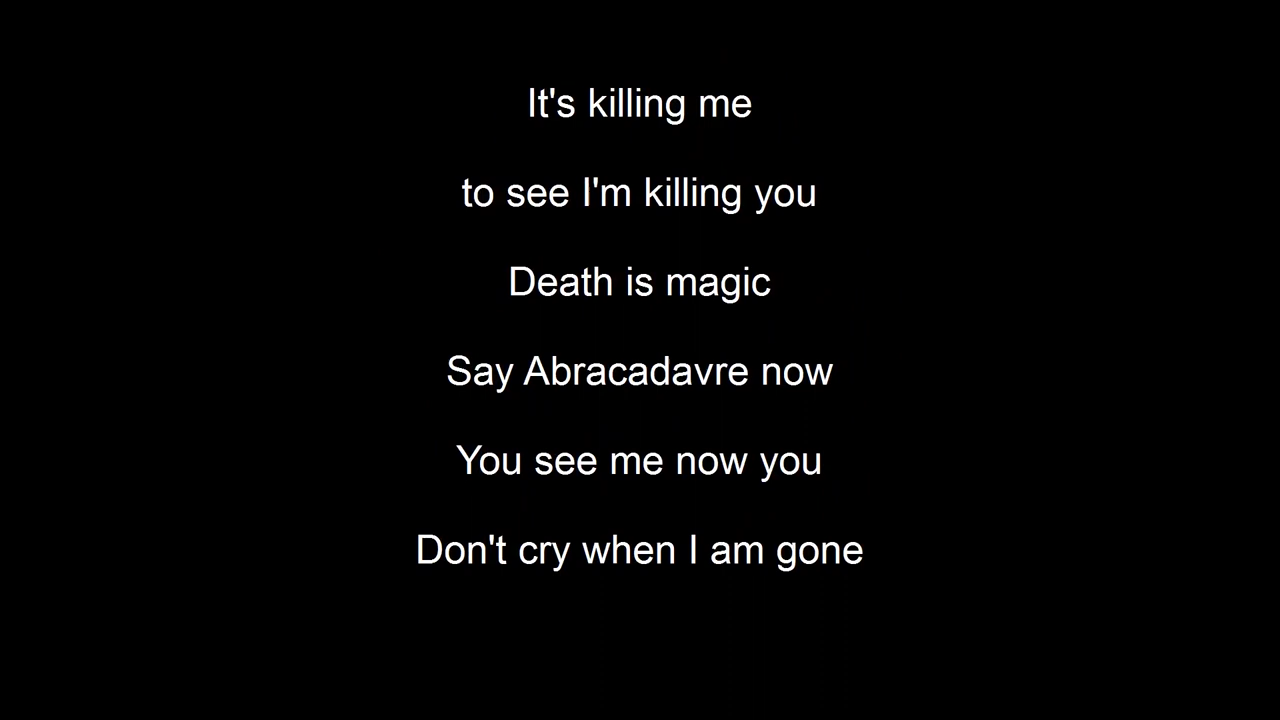 It's killing me
to see I'm killing you
Death is magic
Say Abracadavre now
You see me now you
Don't cry when I am gone